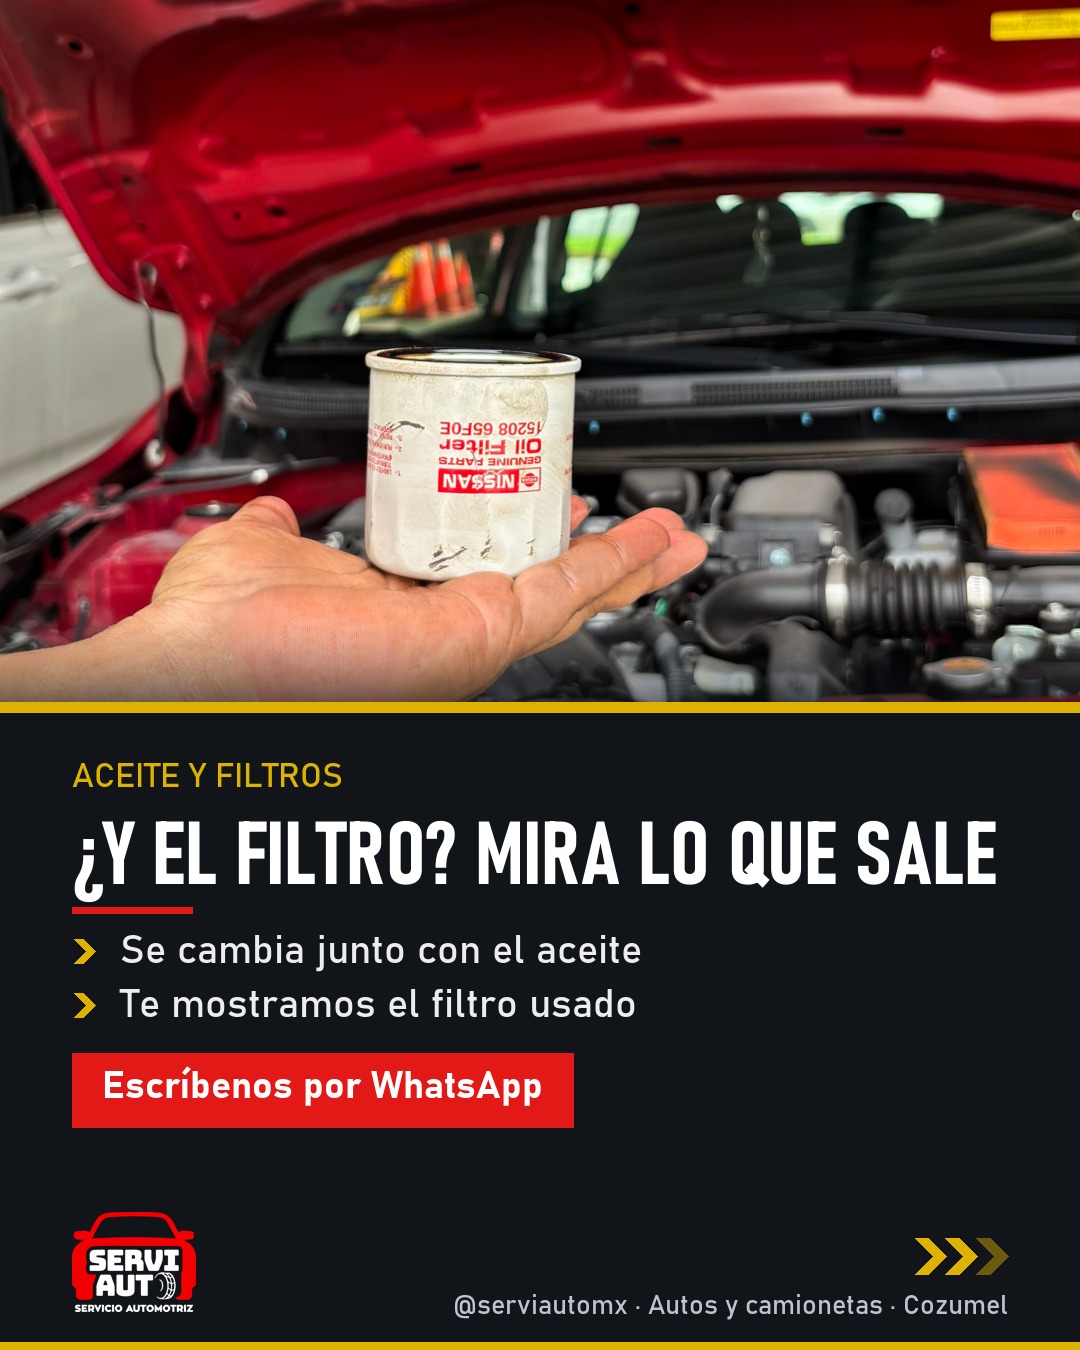 15208 65F0E
Oil Filter
GENUINE PARTS
NISSAN
ACEITE Y FILTROS
¿Y EL FILTRO? MIRA LO QUE SALE
Se cambia junto con el aceite
Te mostramos el filtro usado
Escríbenos por WhatsApp
SERVI
AUTO
SERVICIO AUTOMOTRIZ
@serviautomx · Autos y camionetas · Cozumel